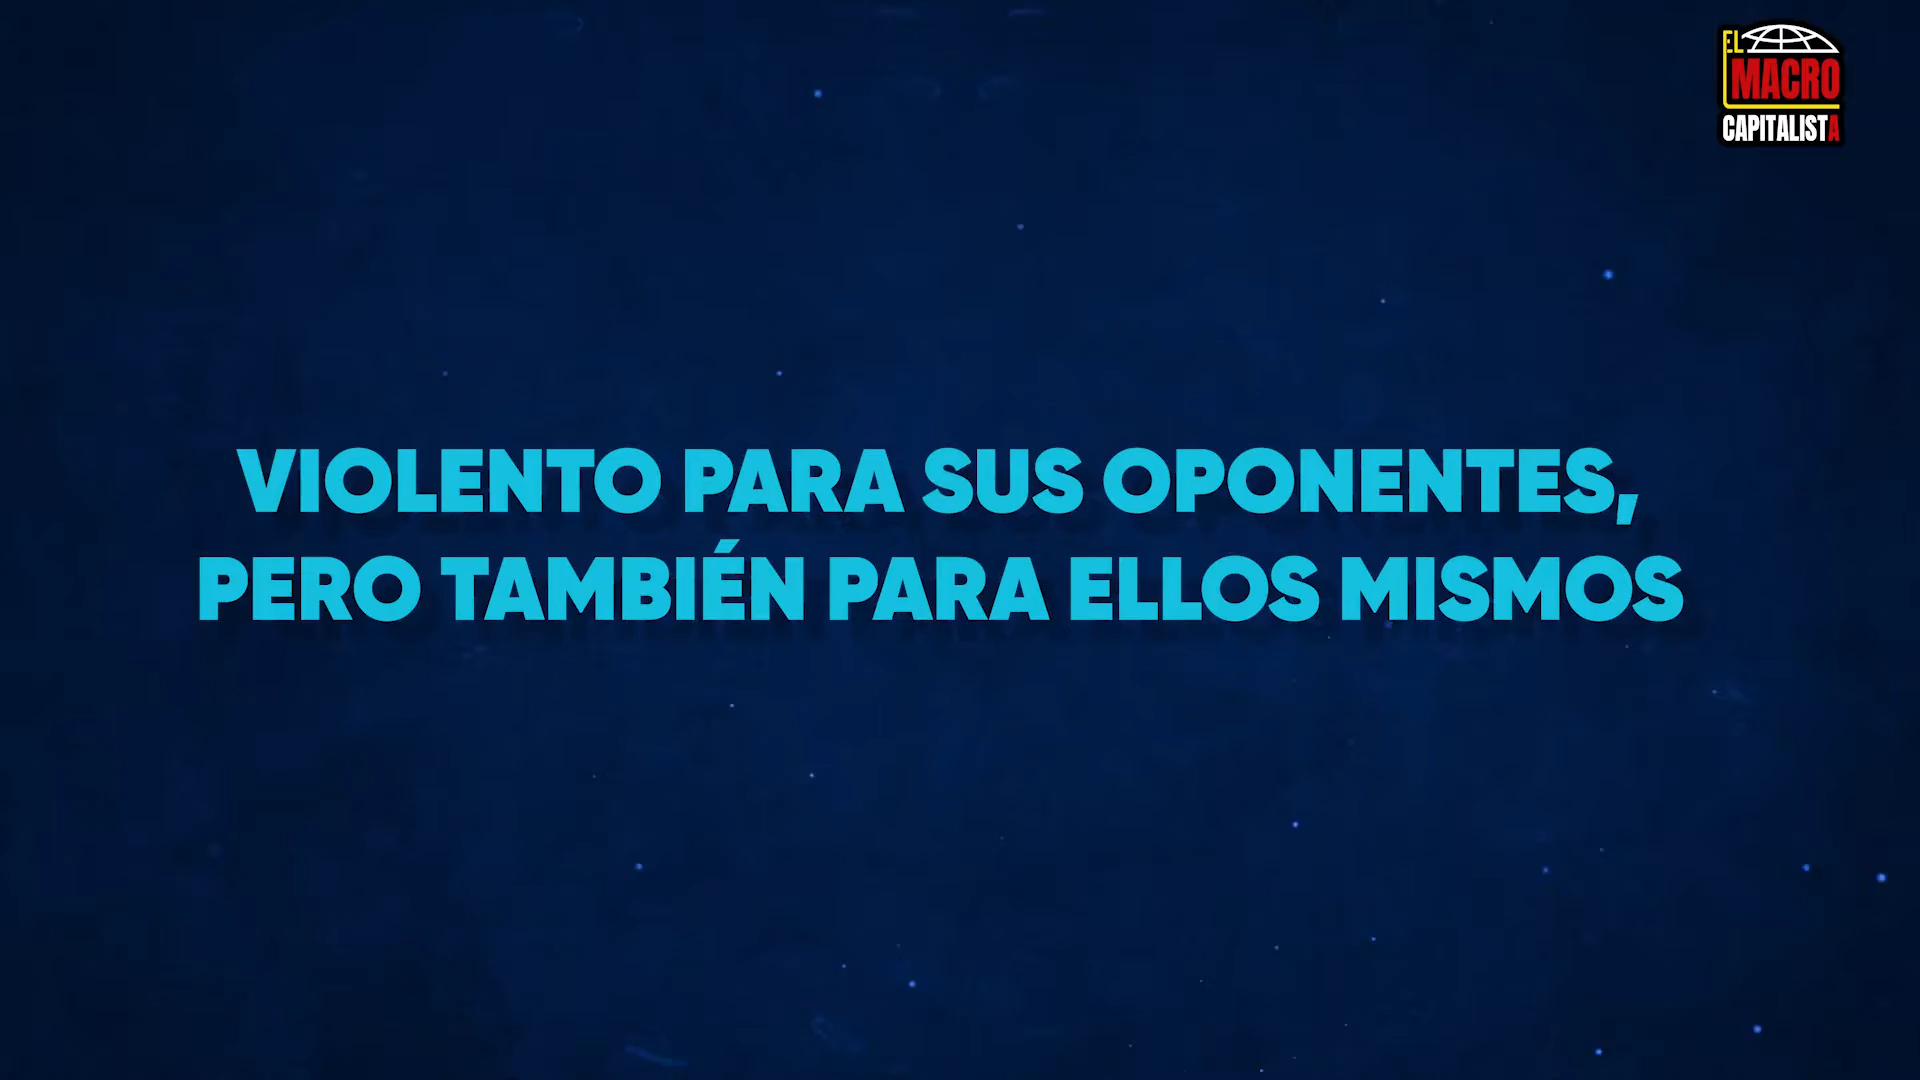 EL
MACRO
CAPITALISTA
VIOLENTO PARA SUS OPONENTES,
PERO TAMBIÉN PARA ELLOS MISMOS